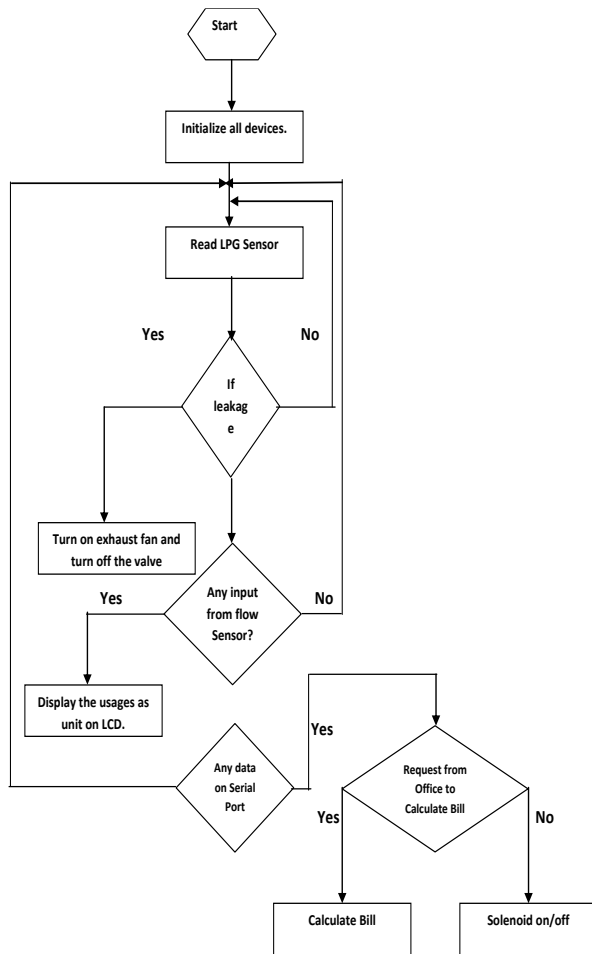 Start
Initialize all devices.
Read LPG Sensor
Yes
No
If
leakag
e
Turn on exhaust fan and
turn off the valve
Any input
from flow
Sensor?
Yes
No
Display the usages as
unit on LCD.
Any data
on Serial
Port
Yes
Request from
Office to
Calculate Bill
Yes
No
Calculate Bill
Solenoid on/off